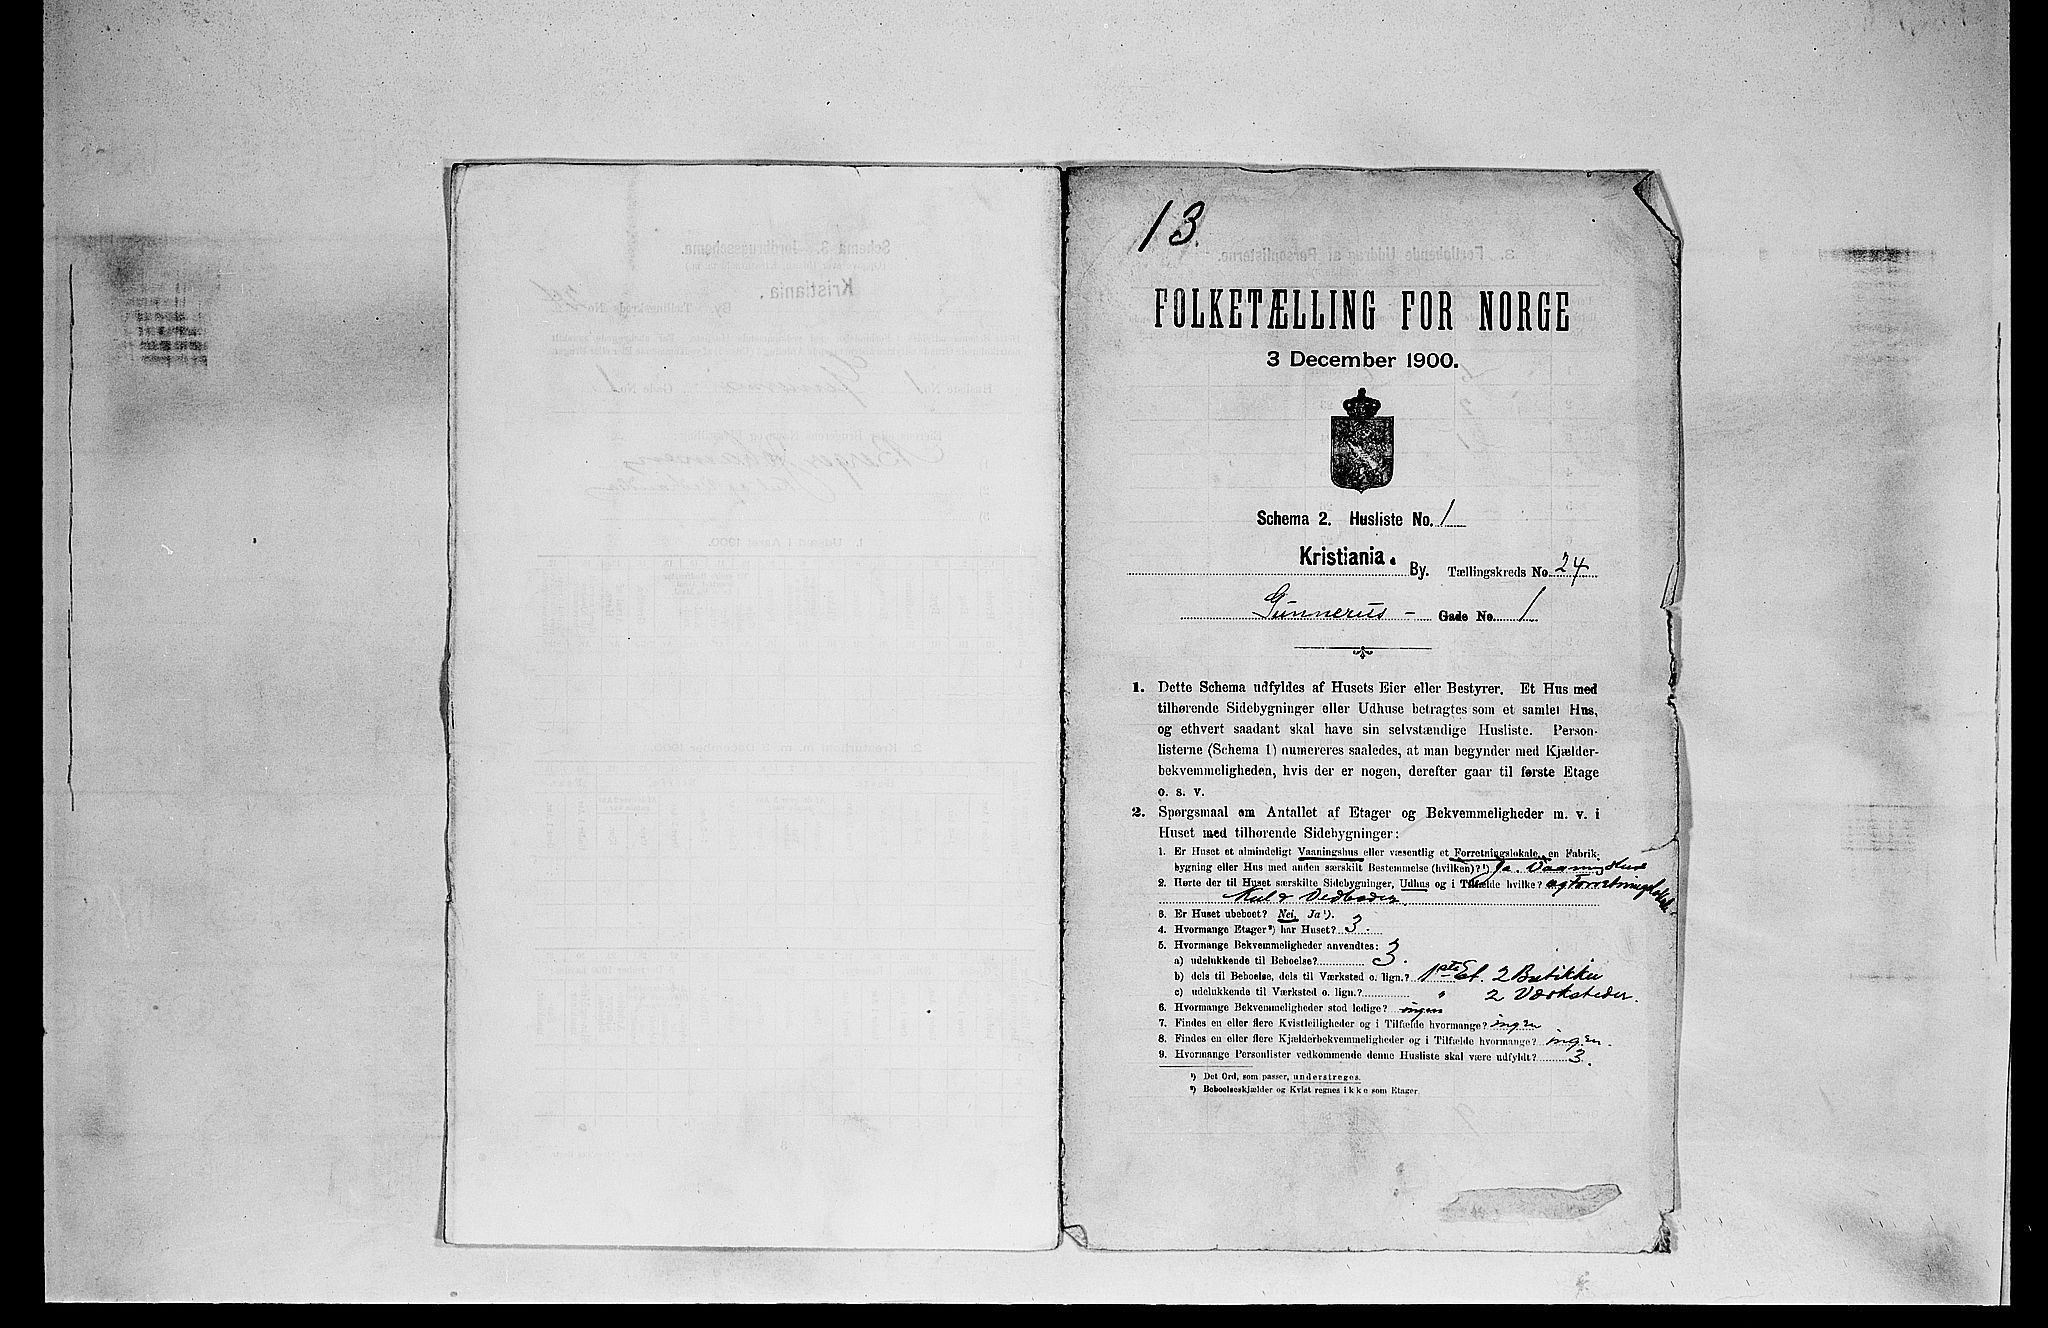 13.
FOLKETÆLLING FOR NORGE
3 December 1900.
Schema 2. Husliste No. 1
Kristiania.
By. Tællingskreds No. 24
Gunnerus - Gade No. 1
1. Dette Schema udfyldes af Husets Eier eller Bestyrer. Et Hus med
tilhørende Sidebygninger eller Udhuse betragtes som et samlet Hus,
og ethvert saadant skal have sin selvstændige Husliste. Person-
listerne (Schema 1) numereres saaledes, at man begynder med Kjælder-
bekvemmeligheden, hvis der er nogen, derefter gaar til første Etage
o. s. v.
2. Spørgsmaal om Antallet af Etager og Bekvemmeligheder m. v. i
Huset med tilhørende Sidebygninger:
1. Er Huset et almindeligt Vaaningshus eller væsentlig et Forretningslokale, en Fabrik-
bygning eller Hus med anden særskilt Bestemmelse (hvilken)? ¹) Ja. Vaaningshus
2. Hørte der til Huset særskilte Sidebygninger, Udhus og i Tilfælde hvilke? og Forretningslokal.
Kul & Vedboder
3. Er Huset ubeboet? Nei. Ja ¹).
4. Hvormange Etager ²) har Huset? 3.
5. Hvormange Bekvemmeligheder anvendtes: 3
a) udelukkende til Beboelse? 3.
b) dels til Beboelse, dels til Værksted o. lign.? 1ste Et. 2 Butikker
c) udelukkende til Værksted o. lign.? " 2 Værksteder.
6. Hvormange Bekvemmeligheder stod ledige? ingen
7. Findes en eller flere Kvistleiligheder og i Tilfælde hvormange? ingen
8. Findes en eller flere Kjælderbekvemmeligheder og i Tilfælde hvormange? ingen.
9. Hvormange Personlister vedkommende denne Husliste skal være udfyldt? 3.
¹) Det Ord, som passer, understreges.
²) Beboelseskjælder og Kvist regnes ikke som Etager.